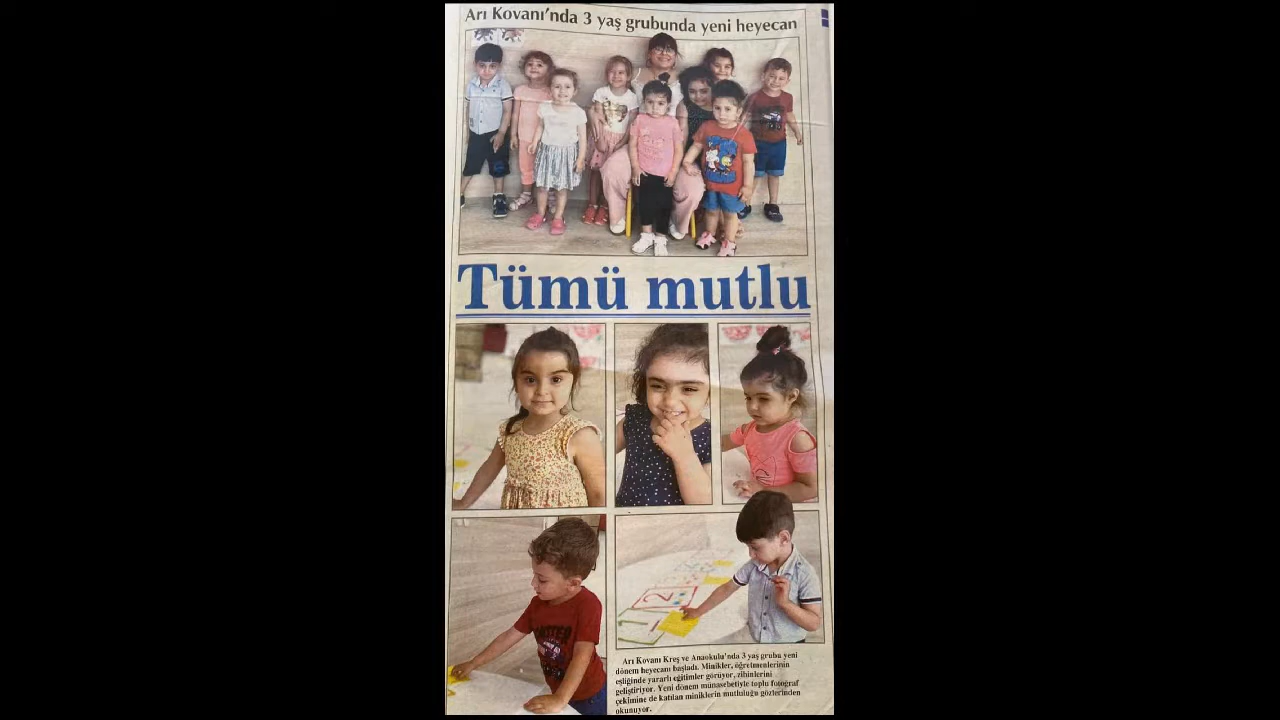 Arı Kovanı'nda 3 yaş grubunda yeni heyecan
Tümü mutlu
Arı Kovanı Kreş ve Anaokulu'nda 3 yaş grubu yeni
dönem heyecanı başladı. Minikler, öğretmenlerinin
eşliğinde yararlı eğitimler görüyor, zihinlerini
geliştiriyor. Yeni dönem münasebetiyle toplu fotoğraf
çekimine de katılan miniklerin mutluluğu gözlerinden
okunuyor.